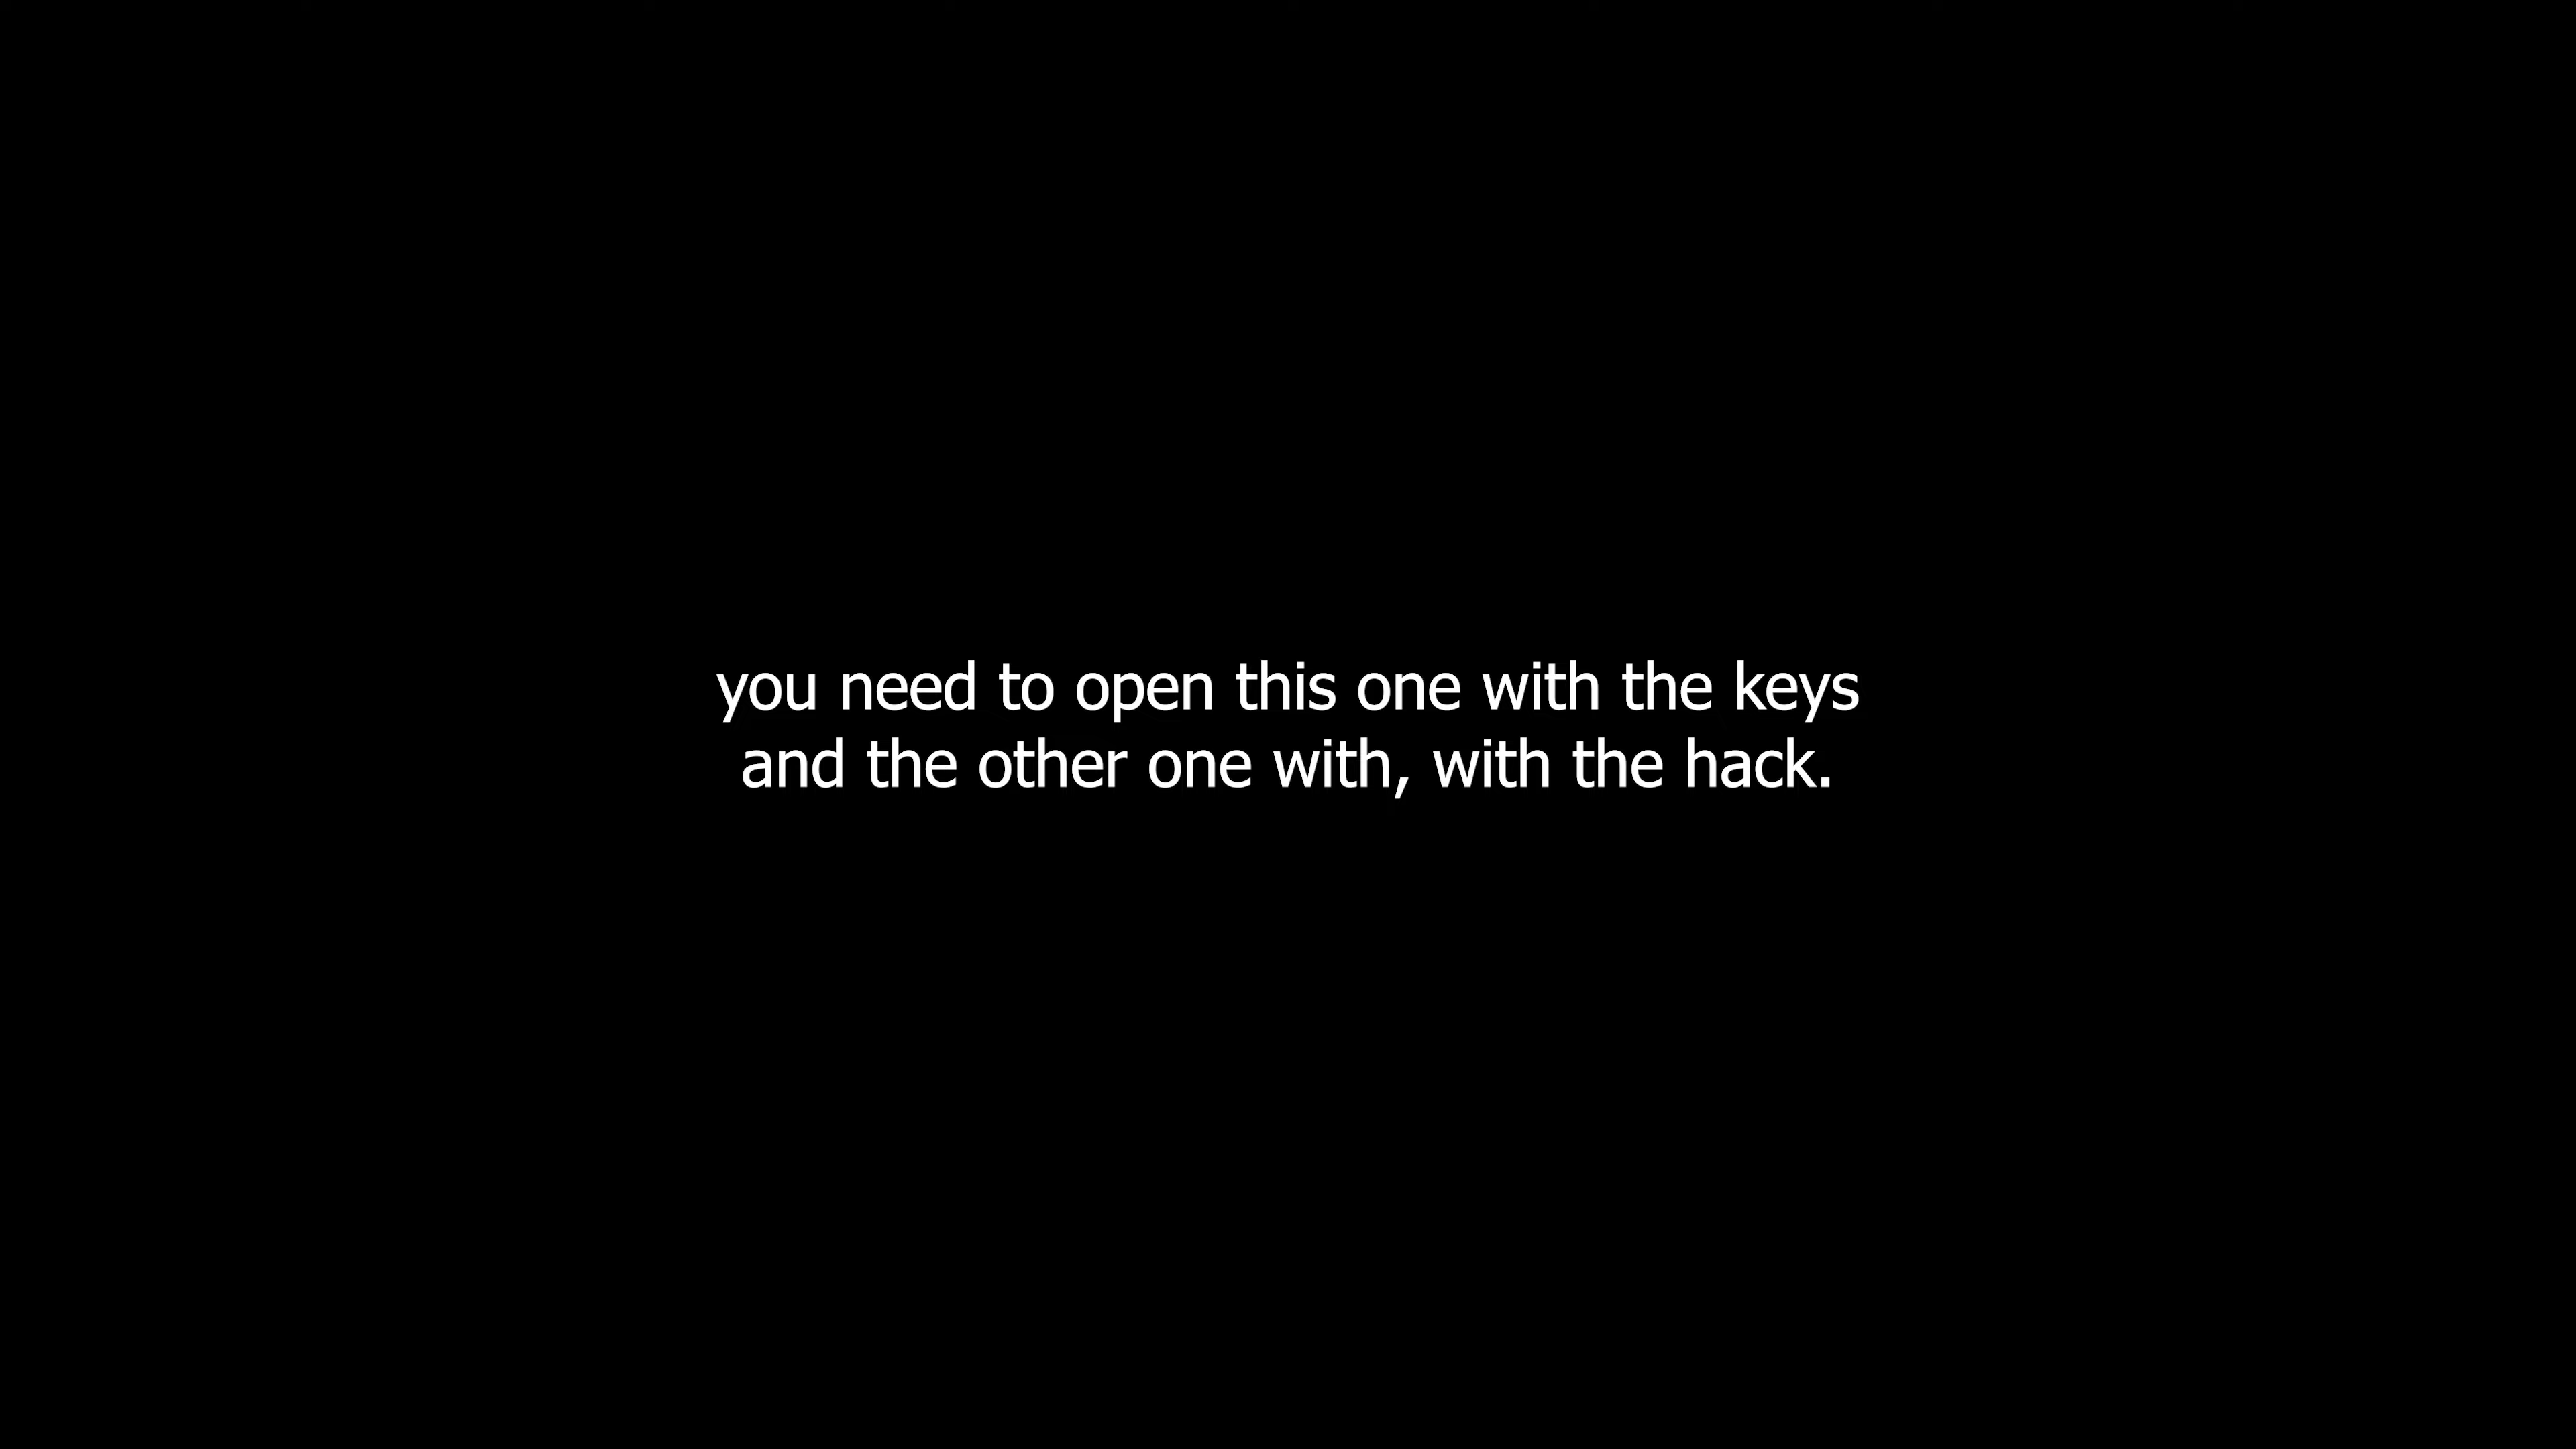 you need to open this one with the keys
and the other one with, with the hack.